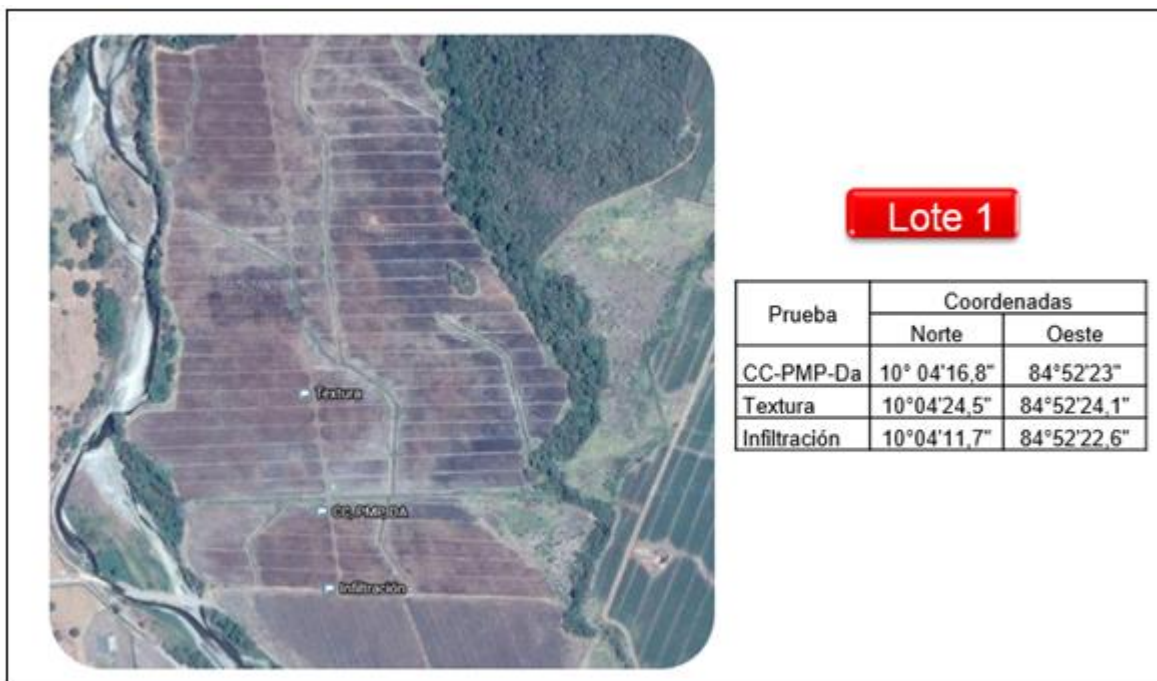 Textura
CC, PMP, DA
Infiltración
Lote 1
Prueba Coordenadas
Norte Oeste
CC-PMP-Da 10° 04'16,8" 84°52'23"
Textura 10°04'24,5" 84°52'24,1"
Infiltración 10°04'11,7" 84°52'22,6"